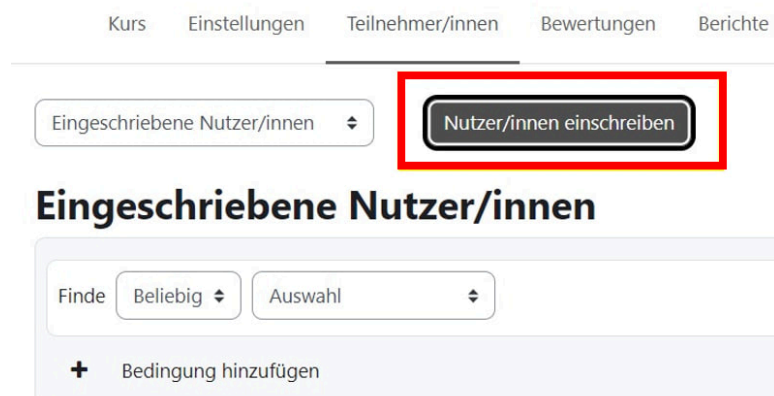 Kurs Einstellungen Teilnehmer/innen Bewertungen Berichte
Eingeschriebene Nutzer/innen Nutzer/innen einschreiben
Eingeschriebene Nutzer/innen
Finde Beliebig Auswahl
Bedingung hinzufügen